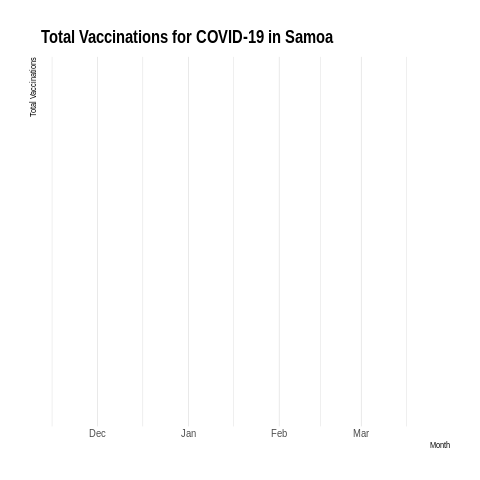 Total Vaccinations for COVID-19 in Samoa
Total Vaccinations
Dec Jan Feb Mar
Month